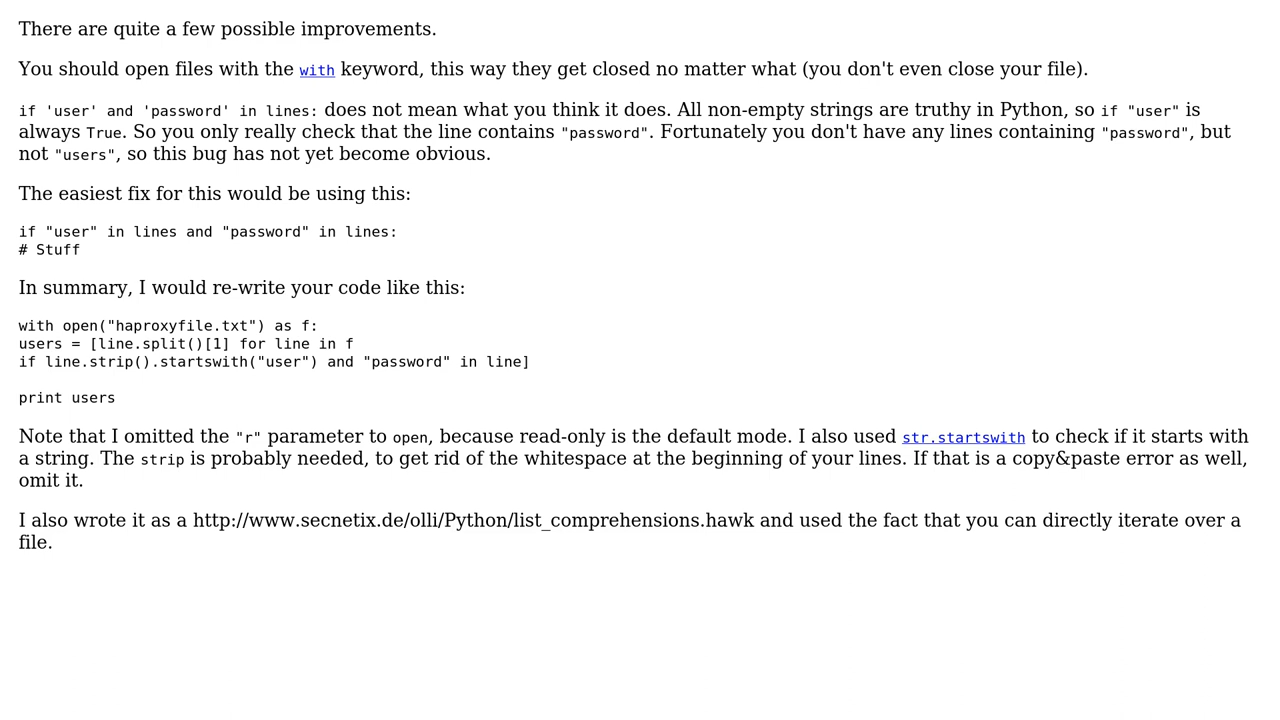 There are quite a few possible improvements.
You should open files with the with keyword, this way they get closed no matter what (you don't even close your file).
if 'user' and 'password' in lines: does not mean what you think it does. All non-empty strings are truthy in Python, so if "user" is
always True. So you only really check that the line contains "password". Fortunately you don't have any lines containing "password", but
not "users", so this bug has not yet become obvious.
The easiest fix for this would be using this:
if "user" in lines and "password" in lines:
# Stuff
In summary, I would re-write your code like this:
with open("haproxyfile.txt") as f:
users = [line.split()[1] for line in f
if line.strip().startswith("user") and "password" in line]
print users
Note that I omitted the "r" parameter to open, because read-only is the default mode. I also used str.startswith to check if it starts with
a string. The strip is probably needed, to get rid of the whitespace at the beginning of your lines. If that is a copy&paste error as well,
omit it.
I also wrote it as a http://www.secnetix.de/olli/Python/list_comprehensions.hawk and used the fact that you can directly iterate over a
file.